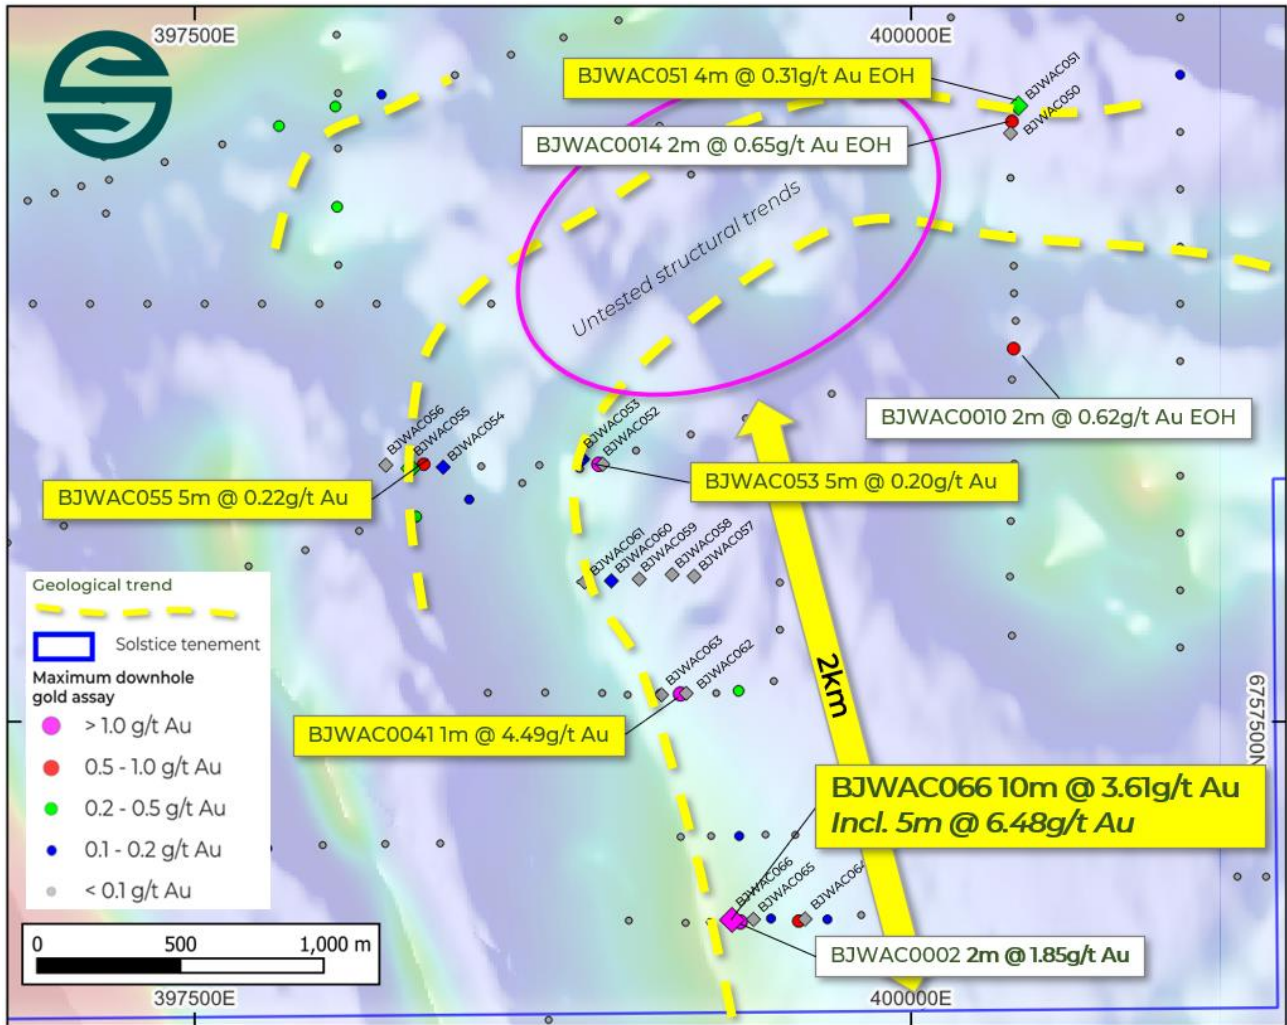 397500E
400000E
BJWAC051 4m @ 0.31g/t Au EOH
BJWAC051
BJWAC050
BJWAC0014 2m @ 0.65g/t Au EOH
Untested structural trends
BJWAC0010 2m @ 0.62g/t Au EOH
BJWAC056
BJWAC055
BJWAC054
BJWAC053
BJWAC052
BJWAC055 5m @ 0.22g/t Au
BJWAC053 5m @ 0.20g/t Au
BJWAC061
BJWAC060
BJWAC059
BJWAC058
BJWAC057
Geological trend
Solstice tenement
Maximum downhole
gold assay
> 1.0 g/t Au
0.5 - 1.0 g/t Au
0.2 - 0.5 g/t Au
0.1 - 0.2 g/t Au
< 0.1 g/t Au
BJWAC063
BJWAC062
2km
6757500N
BJWAC0041 1m @ 4.49g/t Au
BJWAC066 10m @ 3.61g/t Au
Incl. 5m @ 6.48g/t Au
BJWAC066
BJWAC065
BJWAC064
BJWAC0002 2m @ 1.85g/t Au
0 500 1,000 m
397500E
400000E